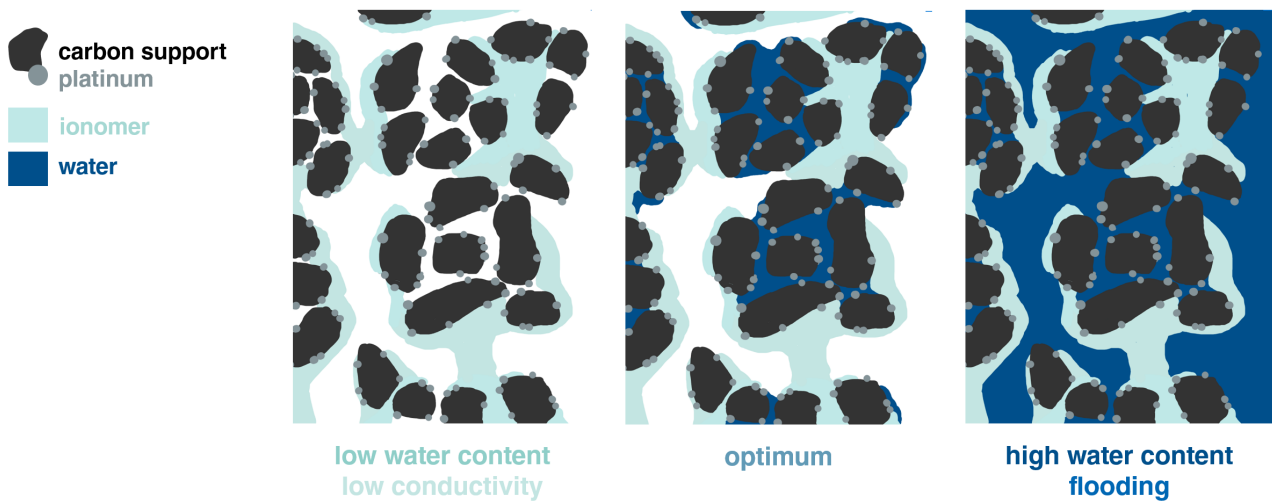 carbon support
platinum
ionomer
water
low water content
low conductivity
optimum
high water content
flooding